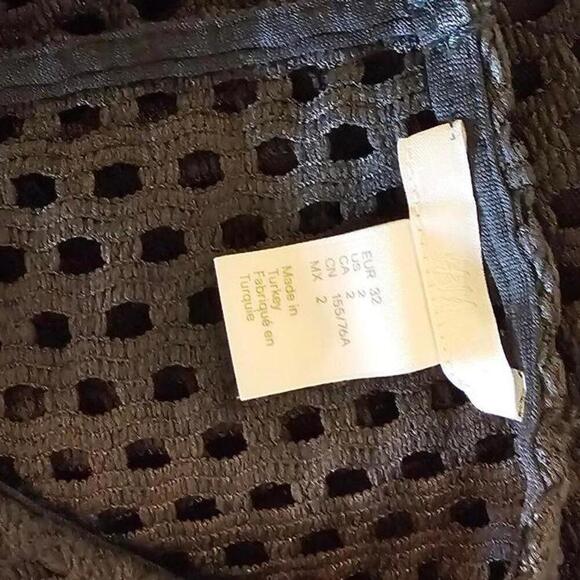 EUR 32
US 2
CA 2
CN 155/76A
MX 2
Made in
Turkey
Fabriqué en
Turquie